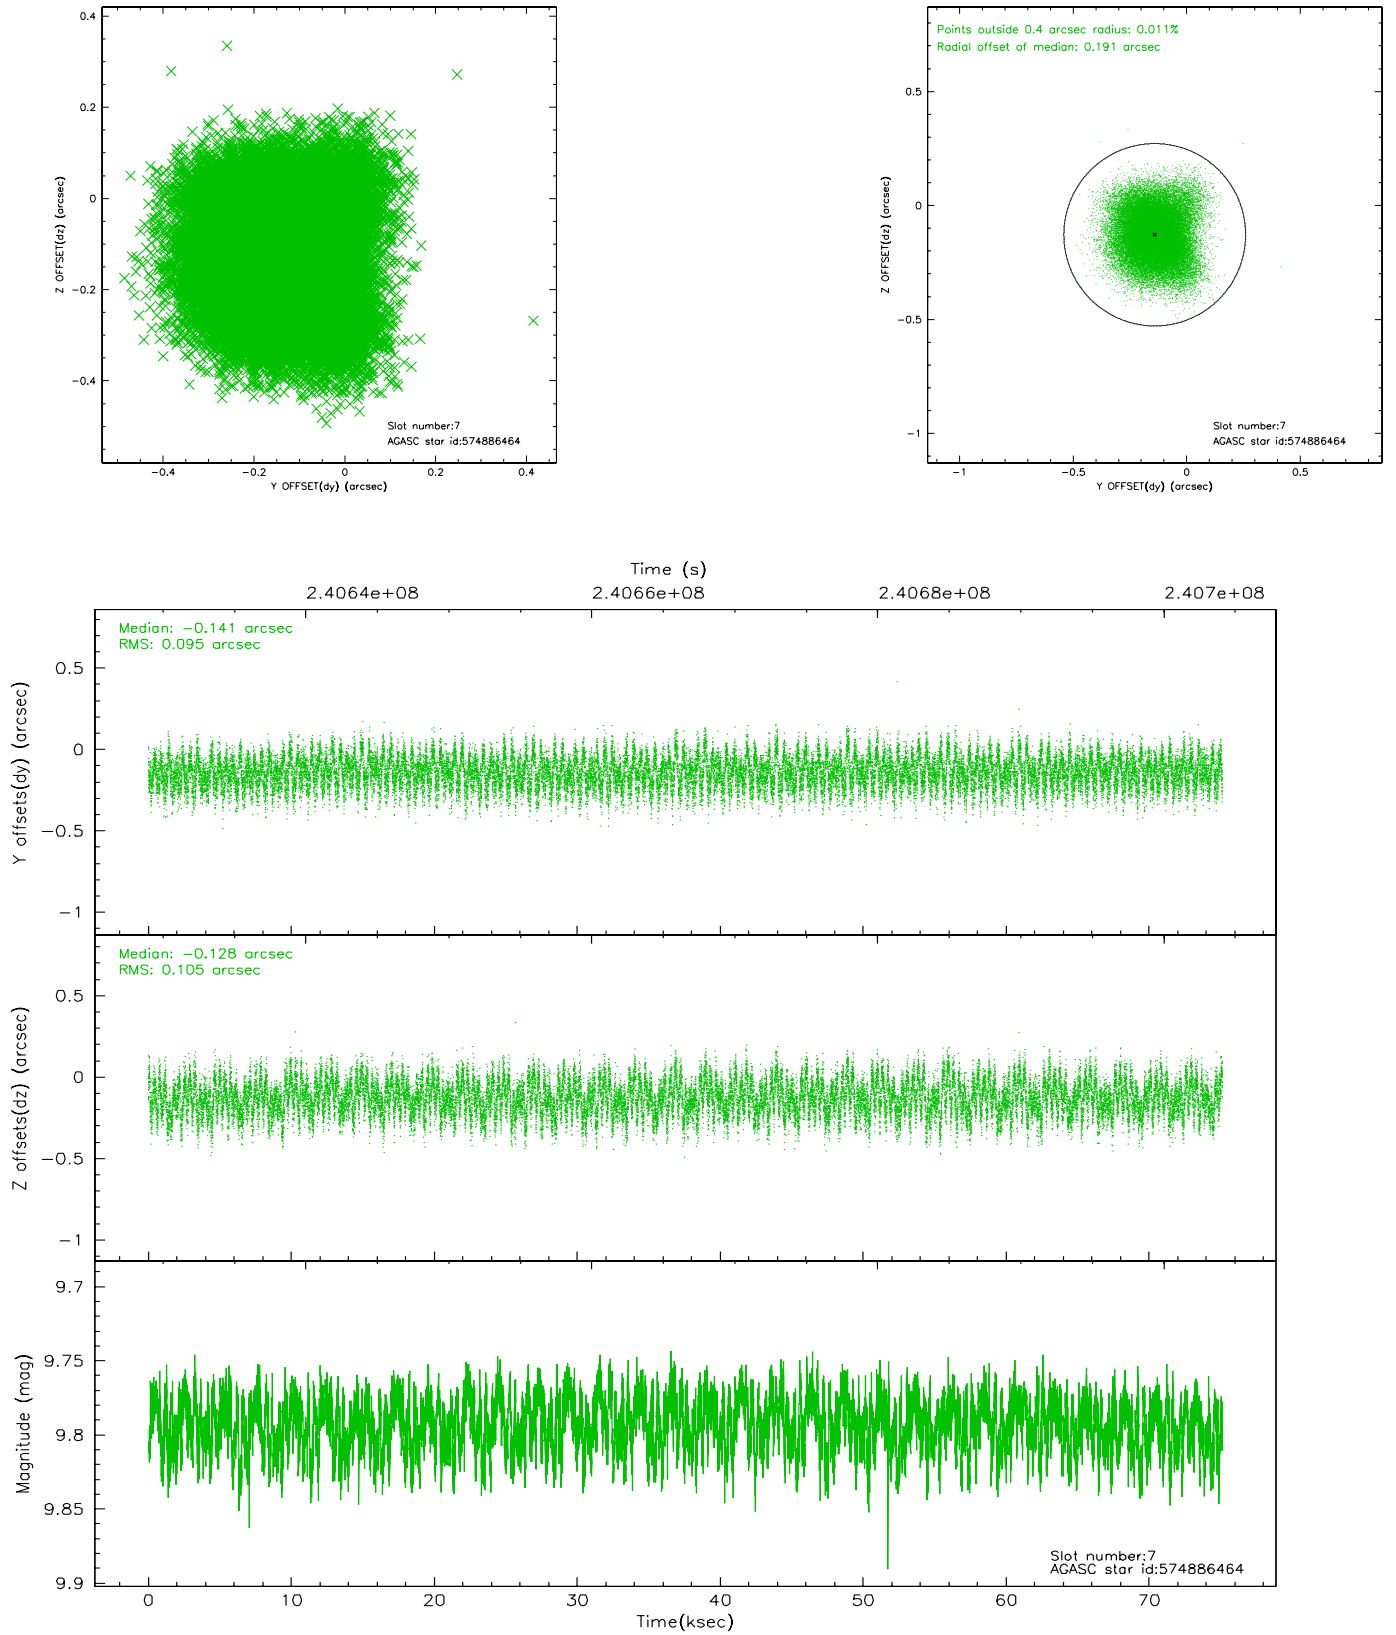 0.4
0.2
0
−0.2
−0.4
Z OFFSET(dz) (arcsec)
Slot number:7
AGASC star id:574886464
−0.4 −0.2 0 0.2 0.4
Y OFFSET(dy) (arcsec)
Points outside 0.4 arcsec radius: 0.011%
Radial offset of median: 0.191 arcsec
0.5
0
−0.5
−1
Z OFFSET(dz) (arcsec)
Slot number:7
AGASC star id:574886464
−1 −0.5 0 0.5
Y OFFSET(dy) (arcsec)
Time (s)
2.4064e+08 2.4066e+08 2.4068e+08 2.407e+08
Median: −0.141 arcsec
RMS: 0.095 arcsec
0.5
0
−0.5
−1
Y offsets(dy) (arcsec)
Median: −0.128 arcsec
RMS: 0.105 arcsec
0.5
0
−0.5
−1
Z offsets(dz) (arcsec)
9.7
9.75
9.8
9.85
9.9
Magnitude (mag)
Slot number:7
AGASC star id:574886464
0 10 20 30 40 50 60 70
Time(ksec)